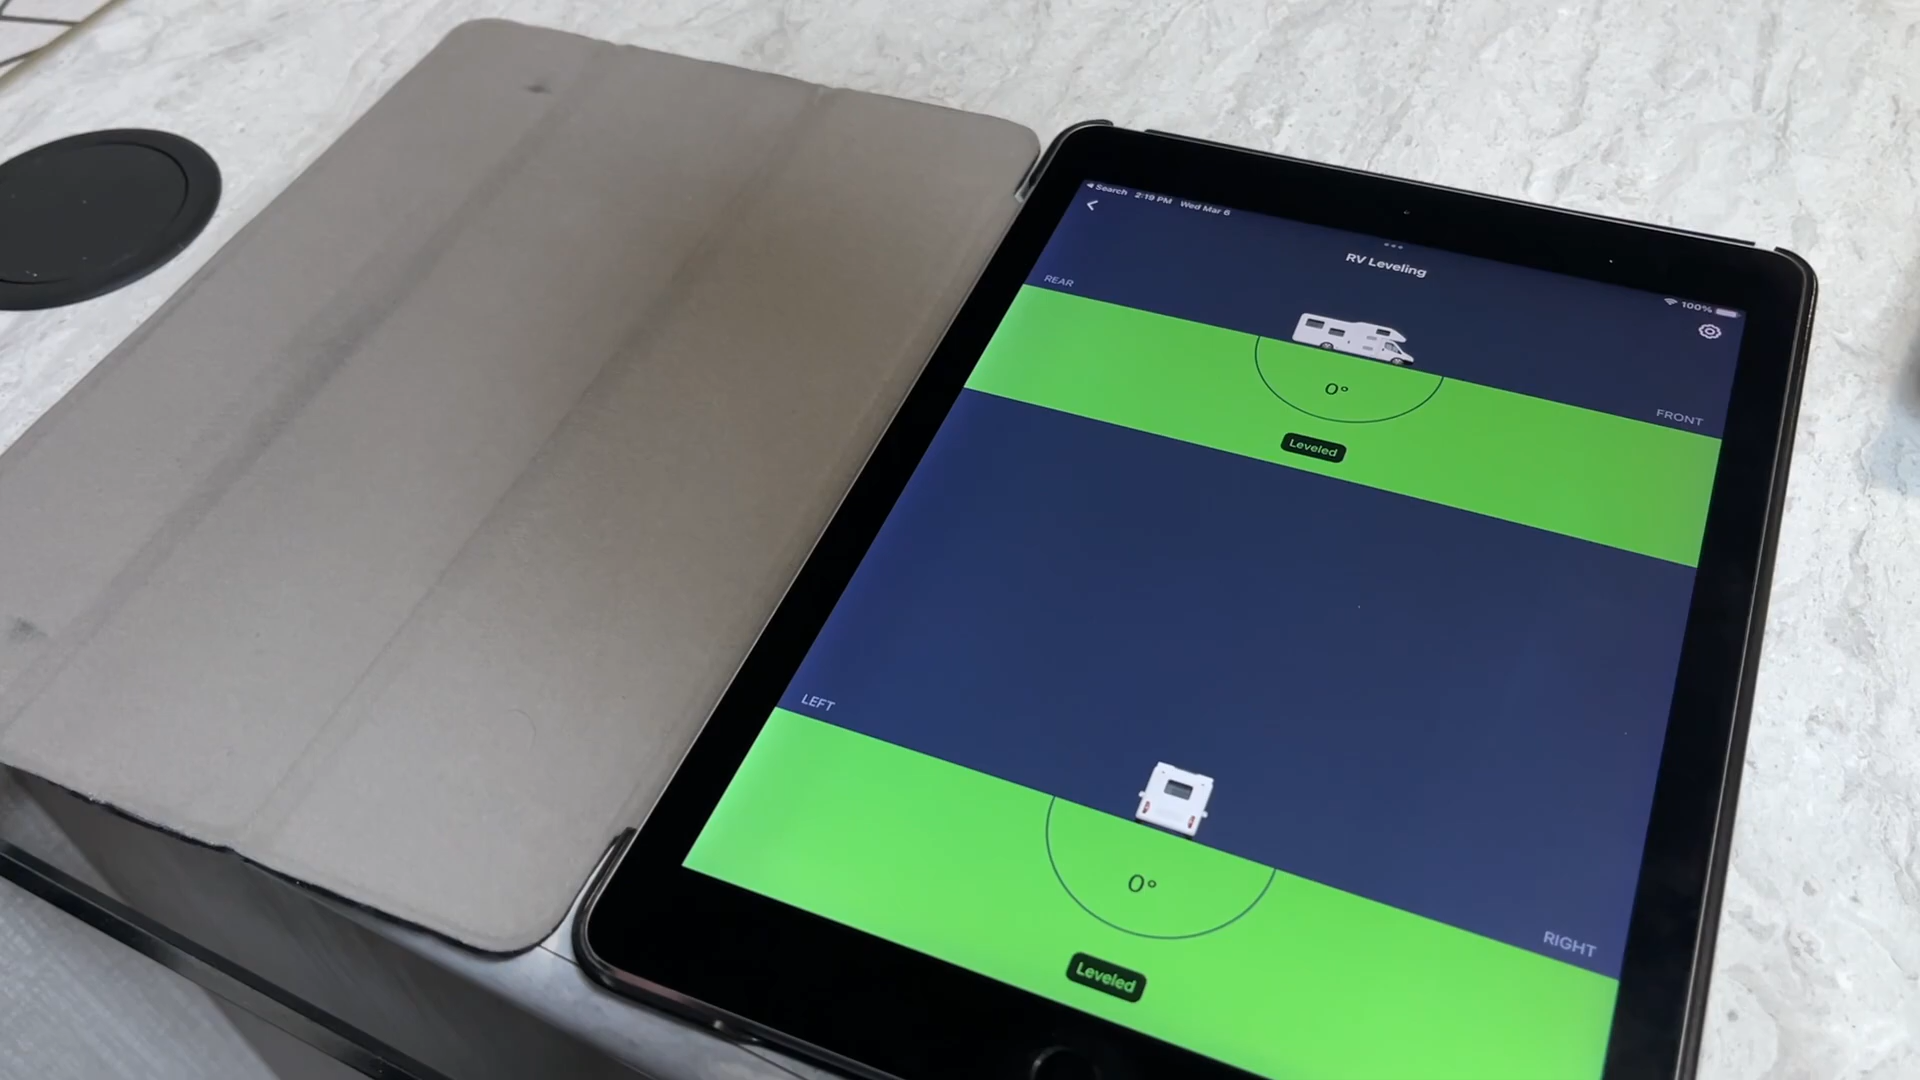 Search 2:19 PM Wed Mar 6
100%
RV Leveling
REAR
FRONT
0°
Leveled
LEFT
RIGHT
0°
Leveled